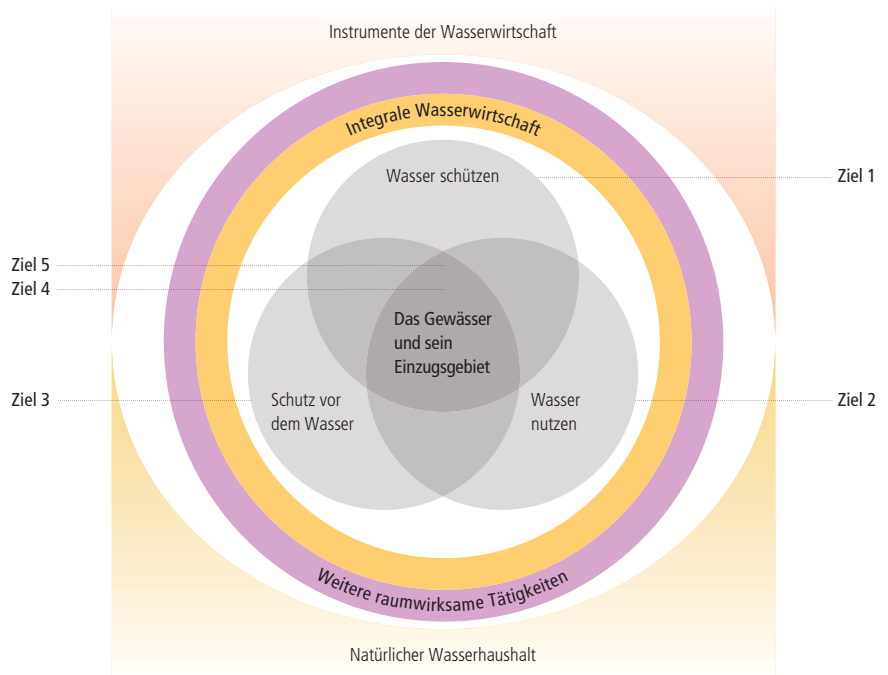 Instrumente der Wasserwirtschaft
Integrale Wasserwirtschaft
Wasser schützen
Ziel 1
Ziel 5
Ziel 4
Das Gewässer
und sein
Einzugsgebiet
Ziel 3
Schutz vor
dem Wasser
Wasser
nutzen
Ziel 2
Weitere raumwirksame Tätigkeiten
Natürlicher Wasserhaushalt